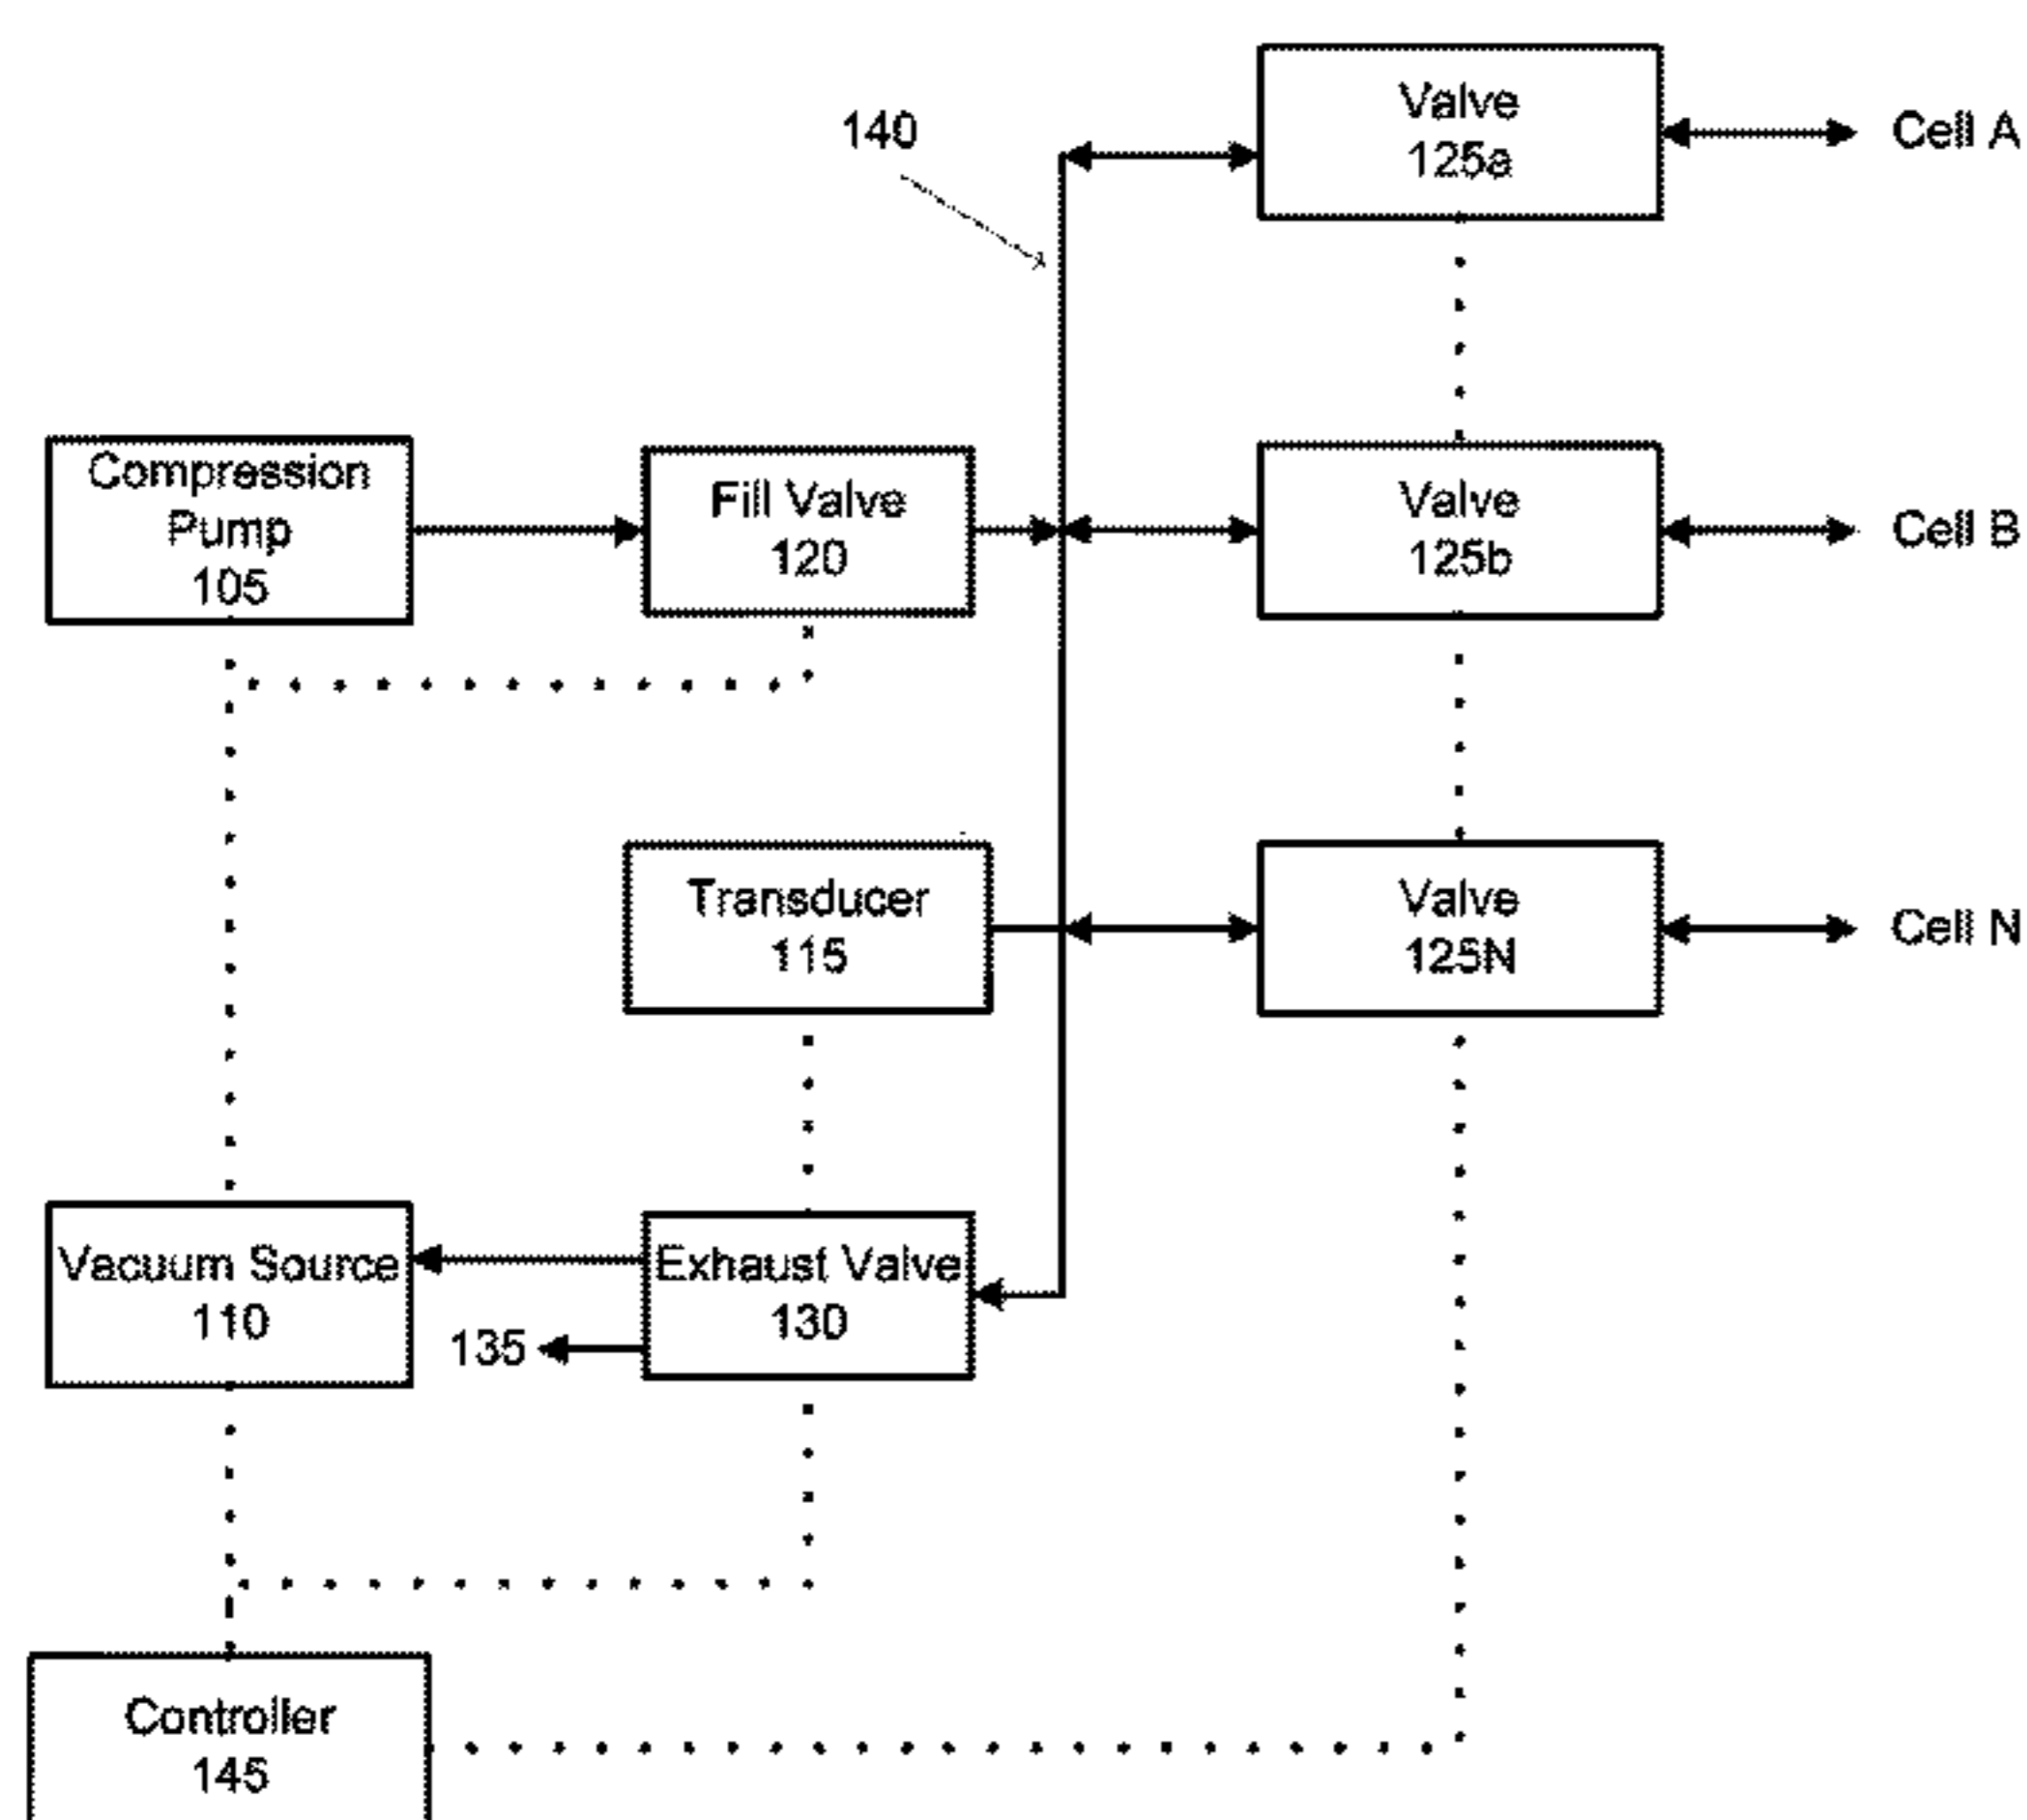 Valve
125a
Cell A
140
Compression
Pump
105
Fill Valve
120
Valve
125b
Cell B
Transducer
115
Valve
125N
Cell N
Vacuum Source
110
Exhaust Valve
130
135
Controller
145